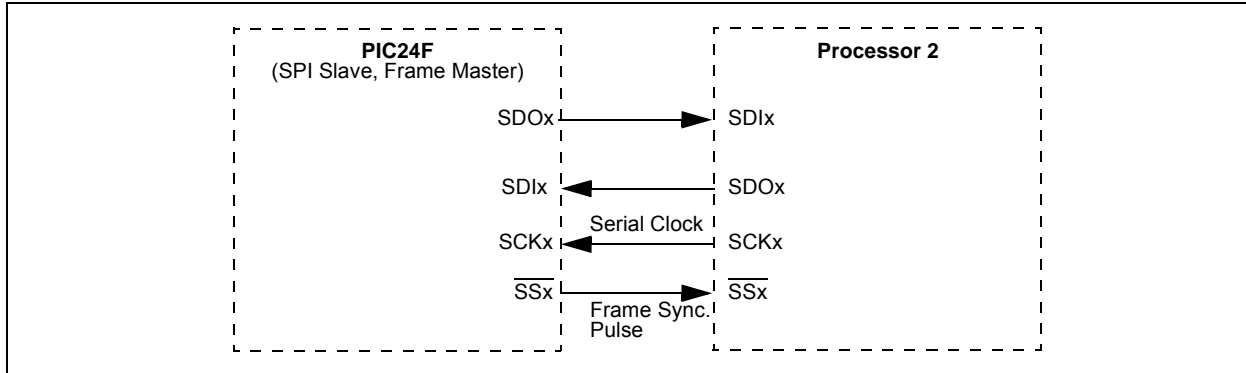 PIC24F
(SPI Slave, Frame Master)
Processor 2
SDOx
SDIx
SDIx
SDOx
Serial Clock
SCKx
SCKx
SSx
SSx
Frame Sync.
Pulse